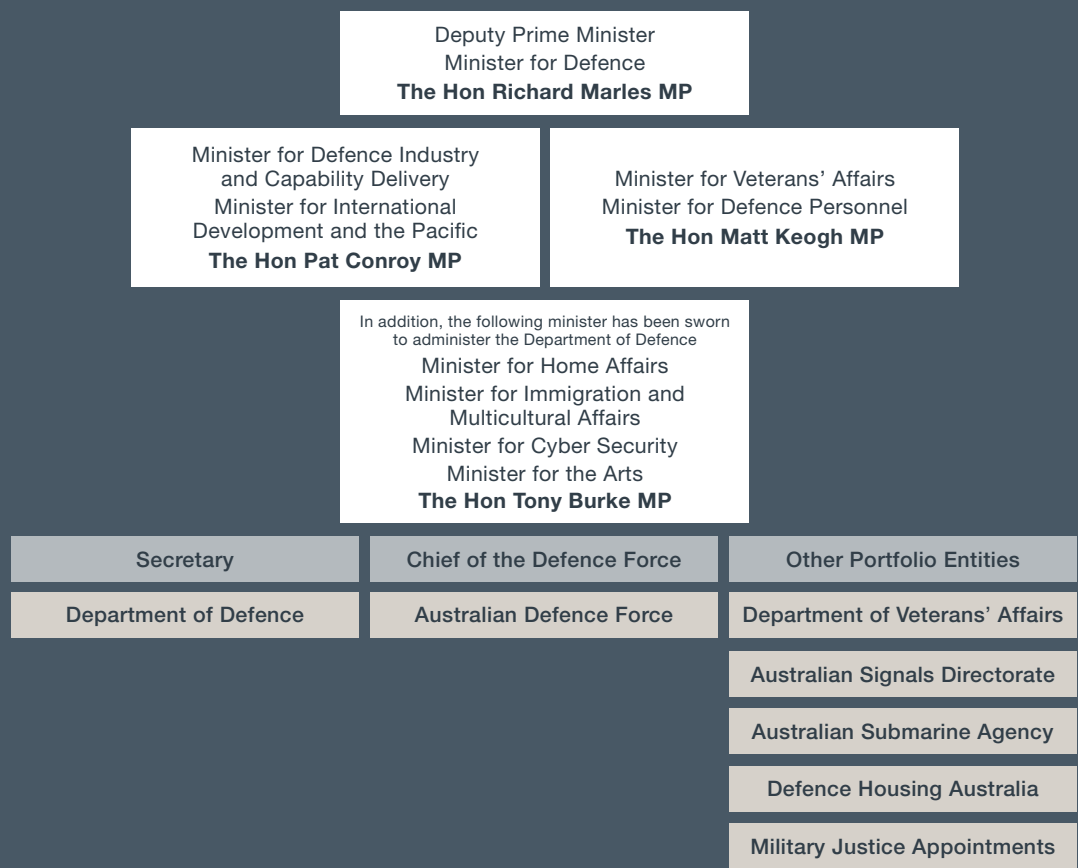 Deputy Prime Minister
Minister for Defence
The Hon Richard Marles MP
Minister for Defence Industry
and Capability Delivery
Minister for International
Development and the Pacific
The Hon Pat Conroy MP
Minister for Veterans’ Affairs
Minister for Defence Personnel
The Hon Matt Keogh MP
In addition, the following minister has been sworn
to administer the Department of Defence
Minister for Home Affairs
Minister for Immigration and
Multicultural Affairs
Minister for Cyber Security
Minister for the Arts
The Hon Tony Burke MP
Secretary
Chief of the Defence Force
Other Portfolio Entities
Department of Defence
Australian Defence Force
Department of Veterans’ Affairs
Australian Signals Directorate
Australian Submarine Agency
Defence Housing Australia
Military Justice Appointments